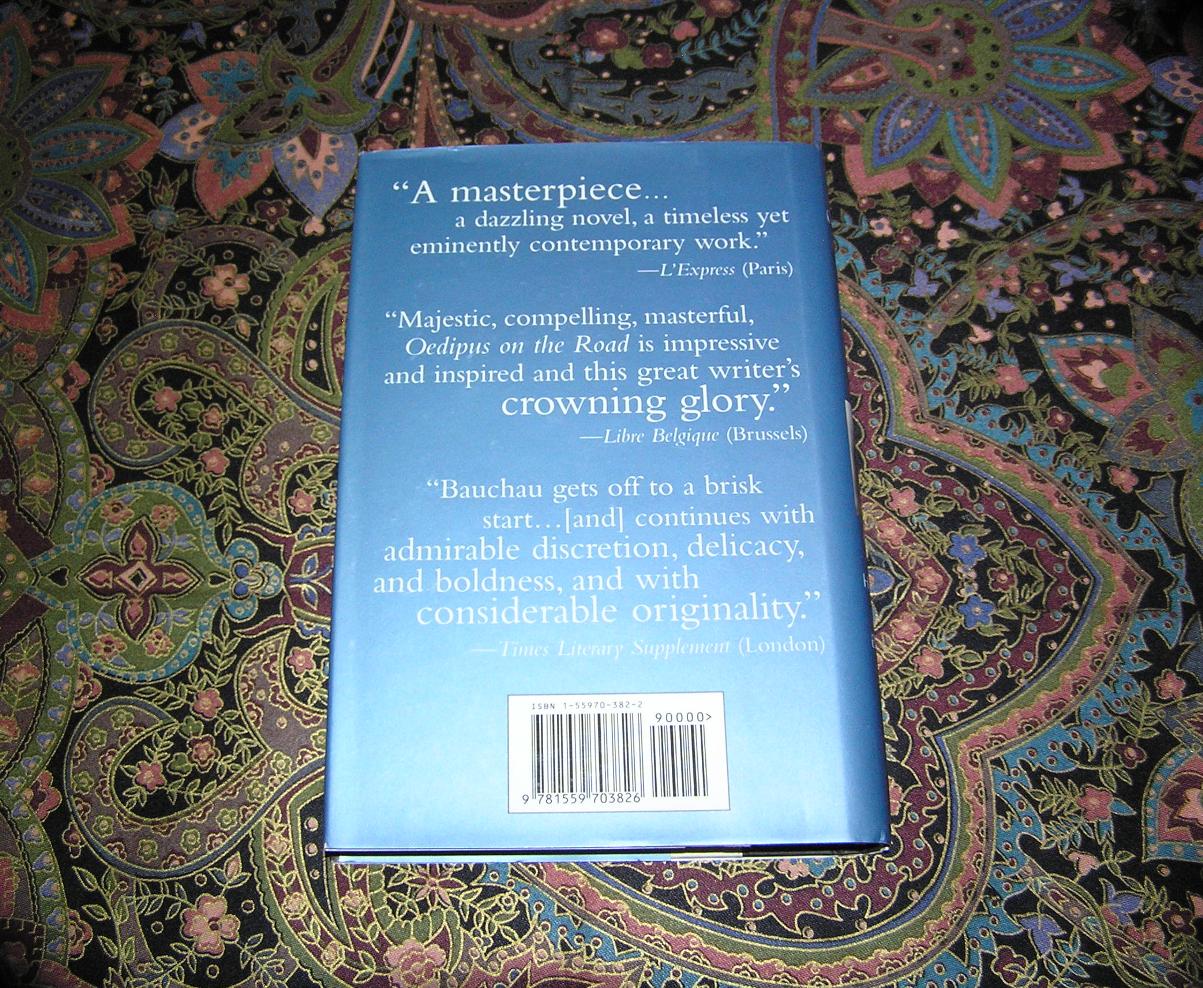 “A masterpiece...
a dazzling novel, a timeless yet
eminently contemporary work.”
—L’Express (Paris)
“Majestic, compelling, masterful,
Oedipus on the Road is impressive
and inspired and this great writer’s
crowning glory.”
—Libre Belgique (Brussels)
“Bauchau gets off to a brisk
start...[and] continues with
admirable discretion, delicacy,
and boldness, and with
considerable originality.”
—Times Literary Supplement (London)
ISBN 1-55970-382-2
90000>
9 781559 703826